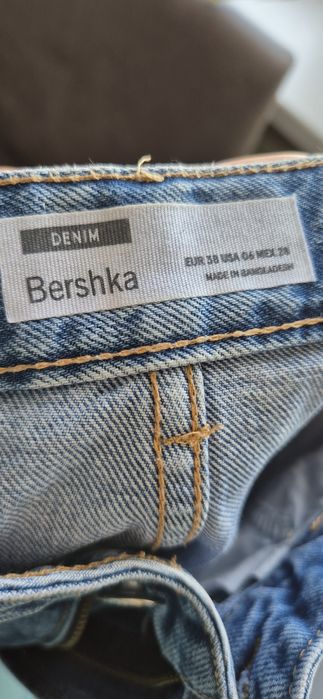 DENIM
Bershka
EUR 38 USA 06 MEX 28
MADE IN BANGLADESH